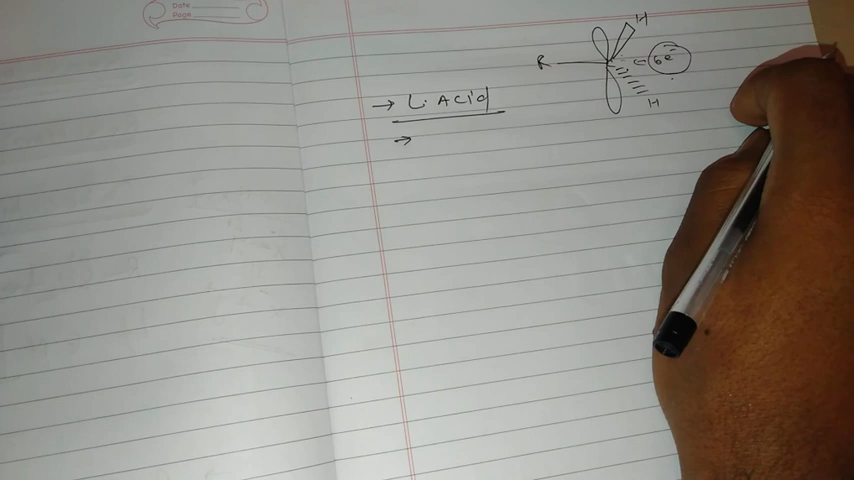 Date
Page
H
R
6e⁻
H
→ L. Acid
→